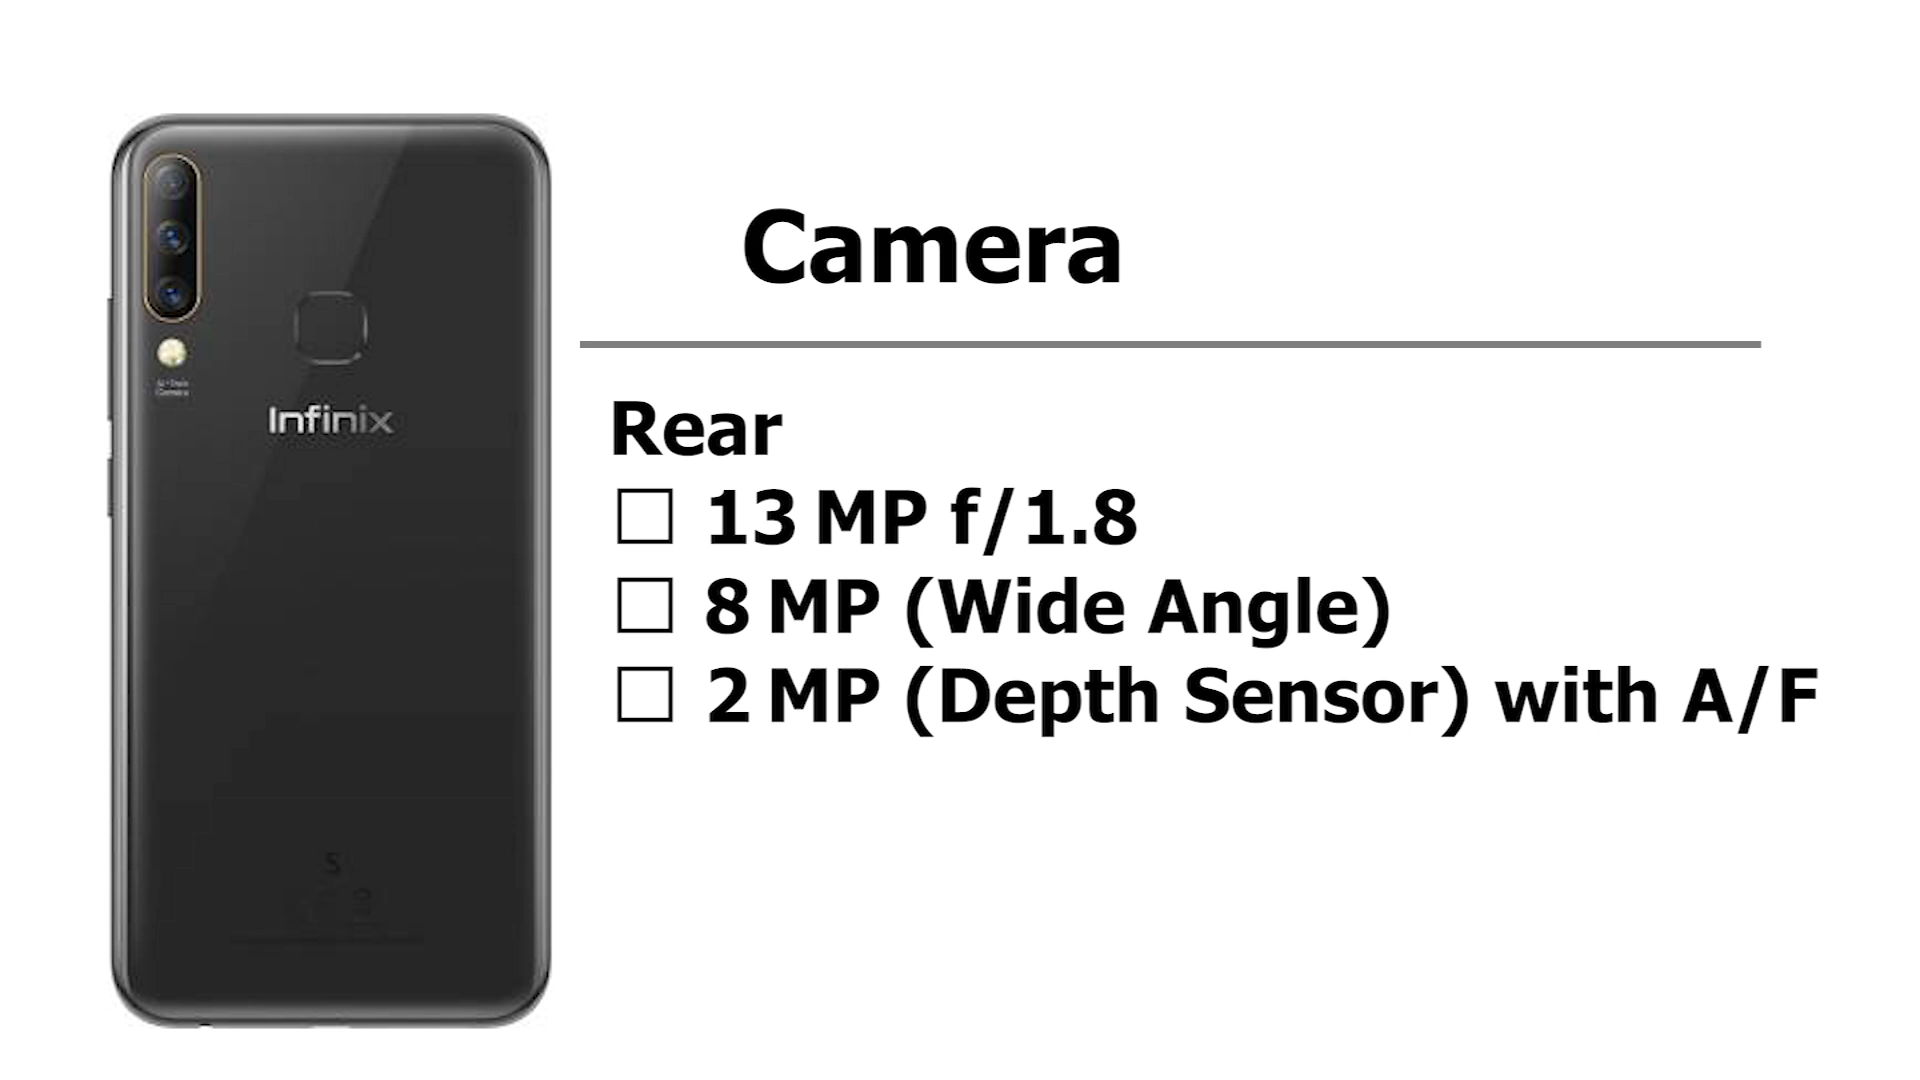 Camera
Rear
☐ 13 MP f/1.8
☐ 8 MP (Wide Angle)
☐ 2 MP (Depth Sensor) with A/F
Infinix